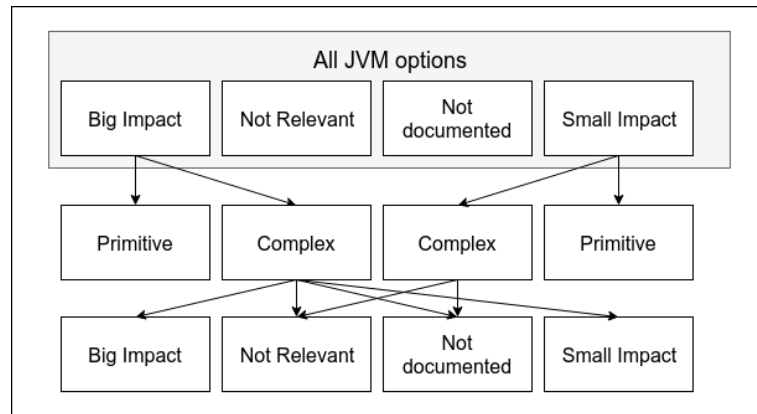 All JVM options
Big Impact
Not Relevant
Not
documented
Small Impact
Primitive
Complex
Complex
Primitive
Big Impact
Not Relevant
Not
documented
Small Impact